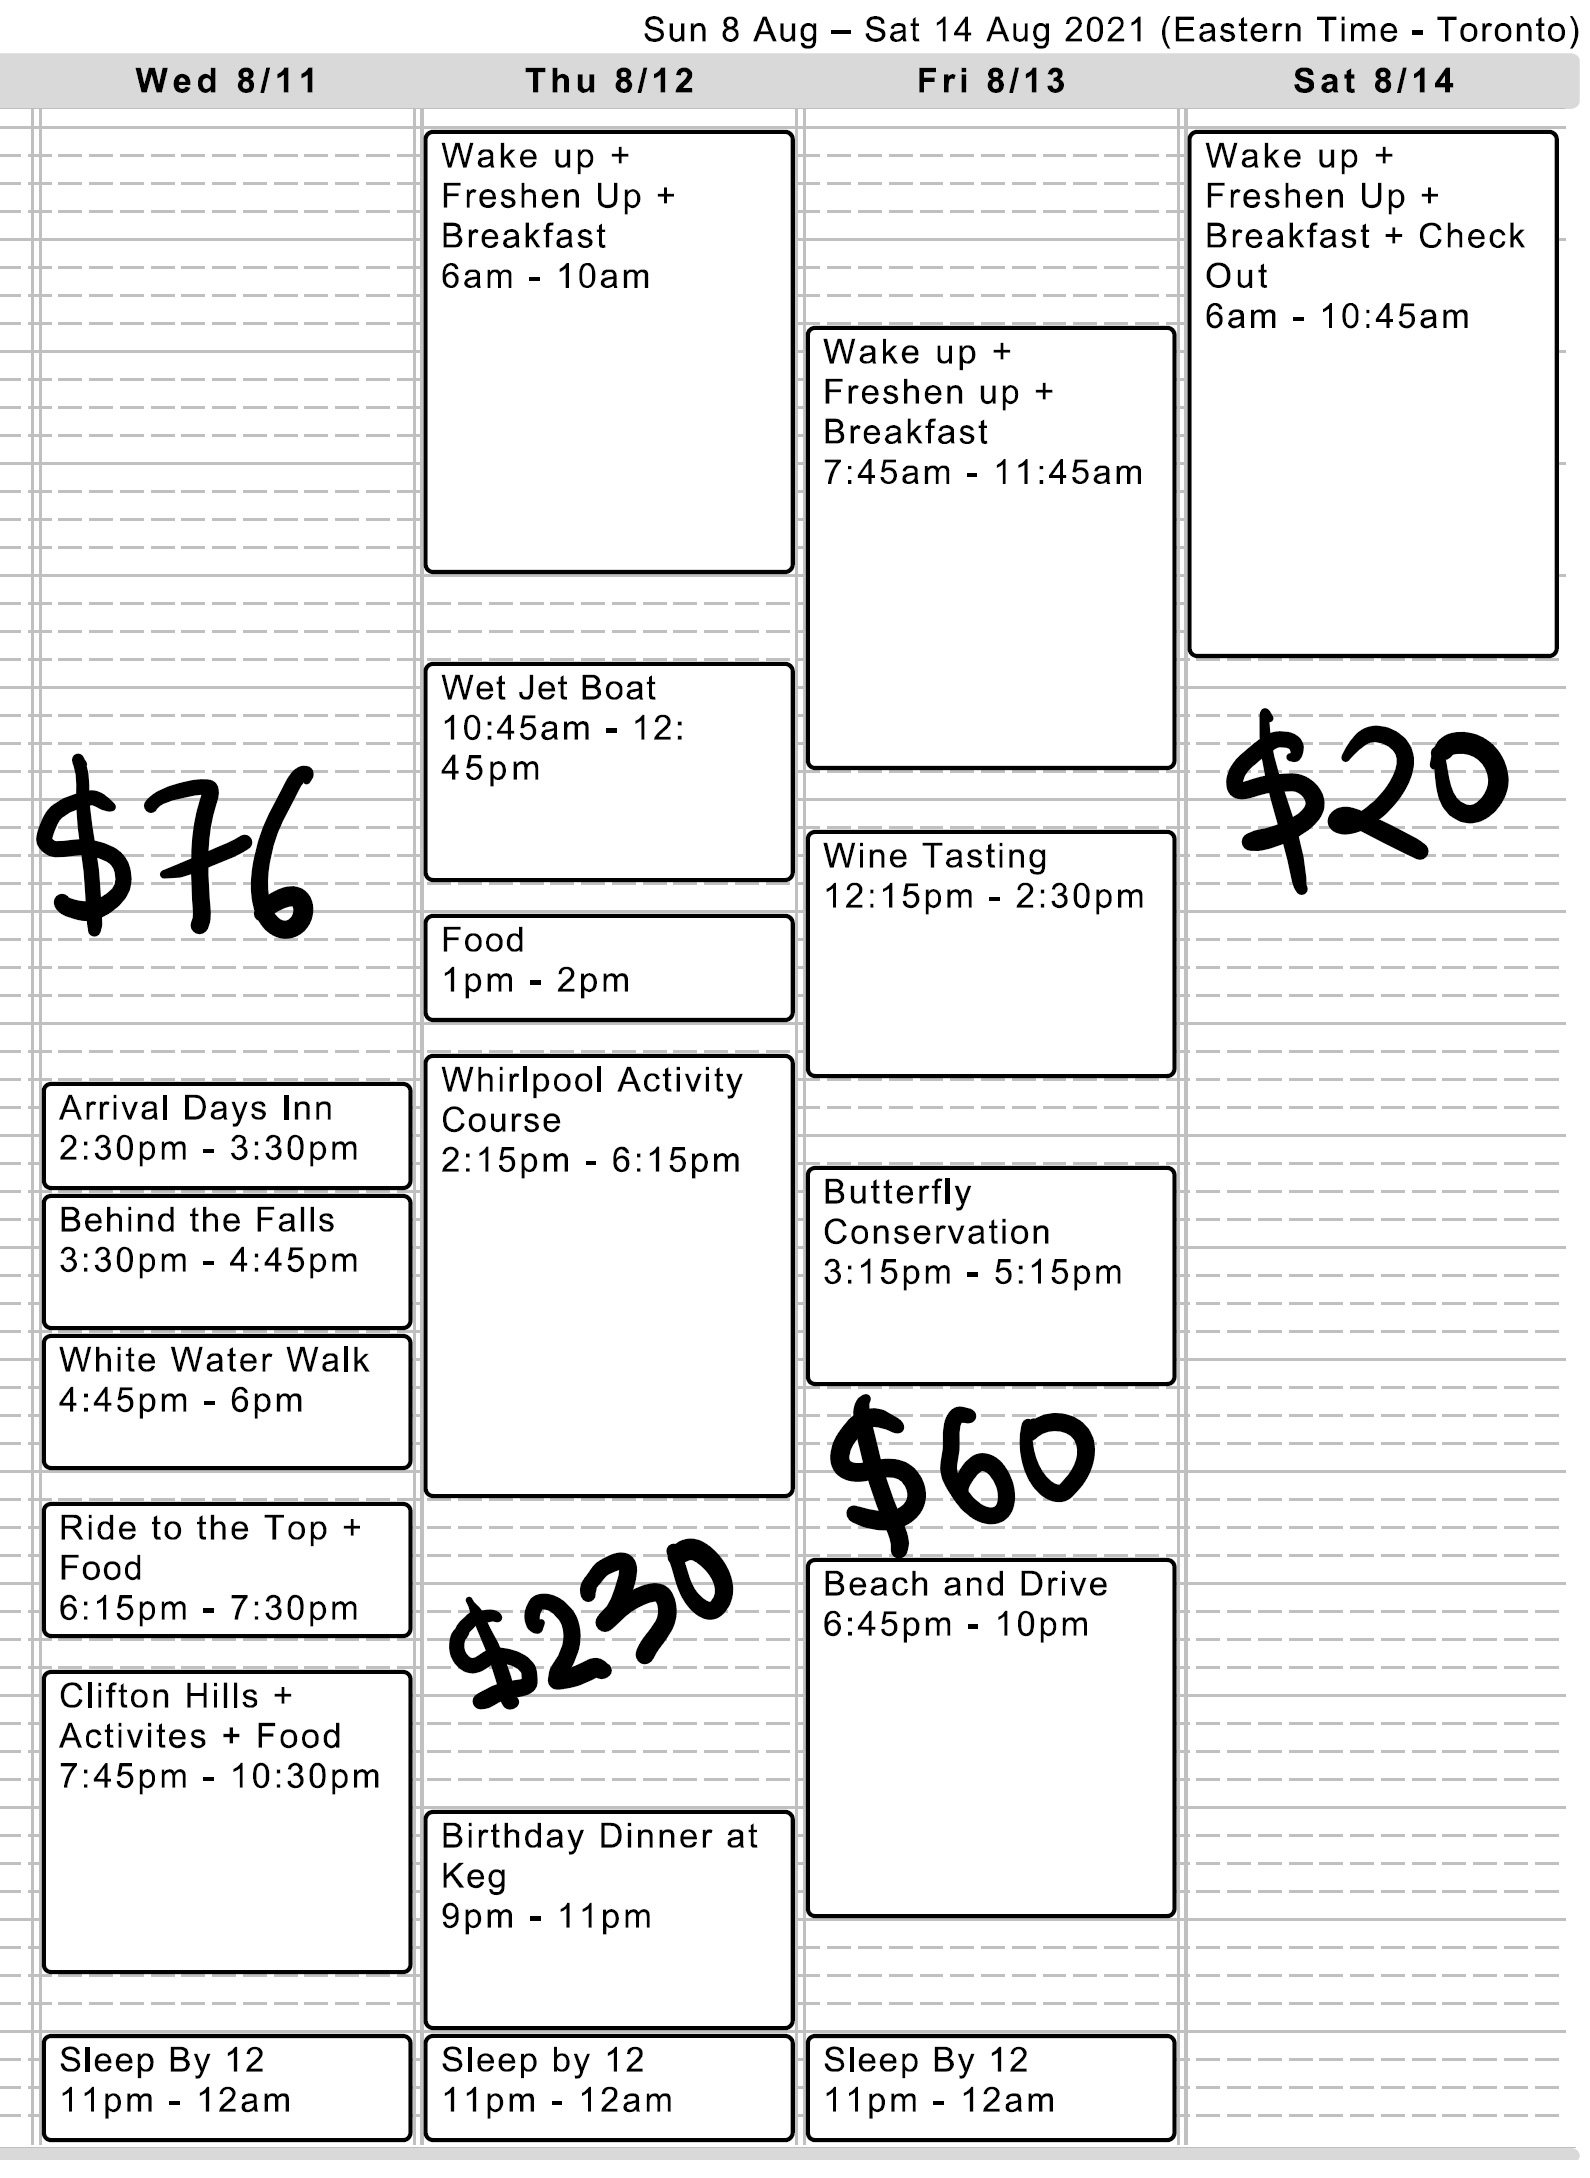 Sun 8 Aug – Sat 14 Aug 2021 (Eastern Time - Toronto)
Wed 8/11
Thu 8/12
Fri 8/13
Sat 8/14
$76
Arrival Days Inn
2:30pm - 3:30pm
Behind the Falls
3:30pm - 4:45pm
White Water Walk
4:45pm - 6pm
Ride to the Top +
Food
6:15pm - 7:30pm
Clifton Hills +
Activites + Food
7:45pm - 10:30pm
Sleep By 12
11pm - 12am
Wake up +
Freshen Up +
Breakfast
6am - 10am
Wet Jet Boat
10:45am - 12:
45pm
Food
1pm - 2pm
Whirlpool Activity
Course
2:15pm - 6:15pm
$230
Birthday Dinner at
Keg
9pm - 11pm
Sleep by 12
11pm - 12am
Wake up +
Freshen up +
Breakfast
7:45am - 11:45am
Wine Tasting
12:15pm - 2:30pm
Butterfly
Conservation
3:15pm - 5:15pm
$60
Beach and Drive
6:45pm - 10pm
Sleep By 12
11pm - 12am
Wake up +
Freshen Up +
Breakfast + Check
Out
6am - 10:45am
$20